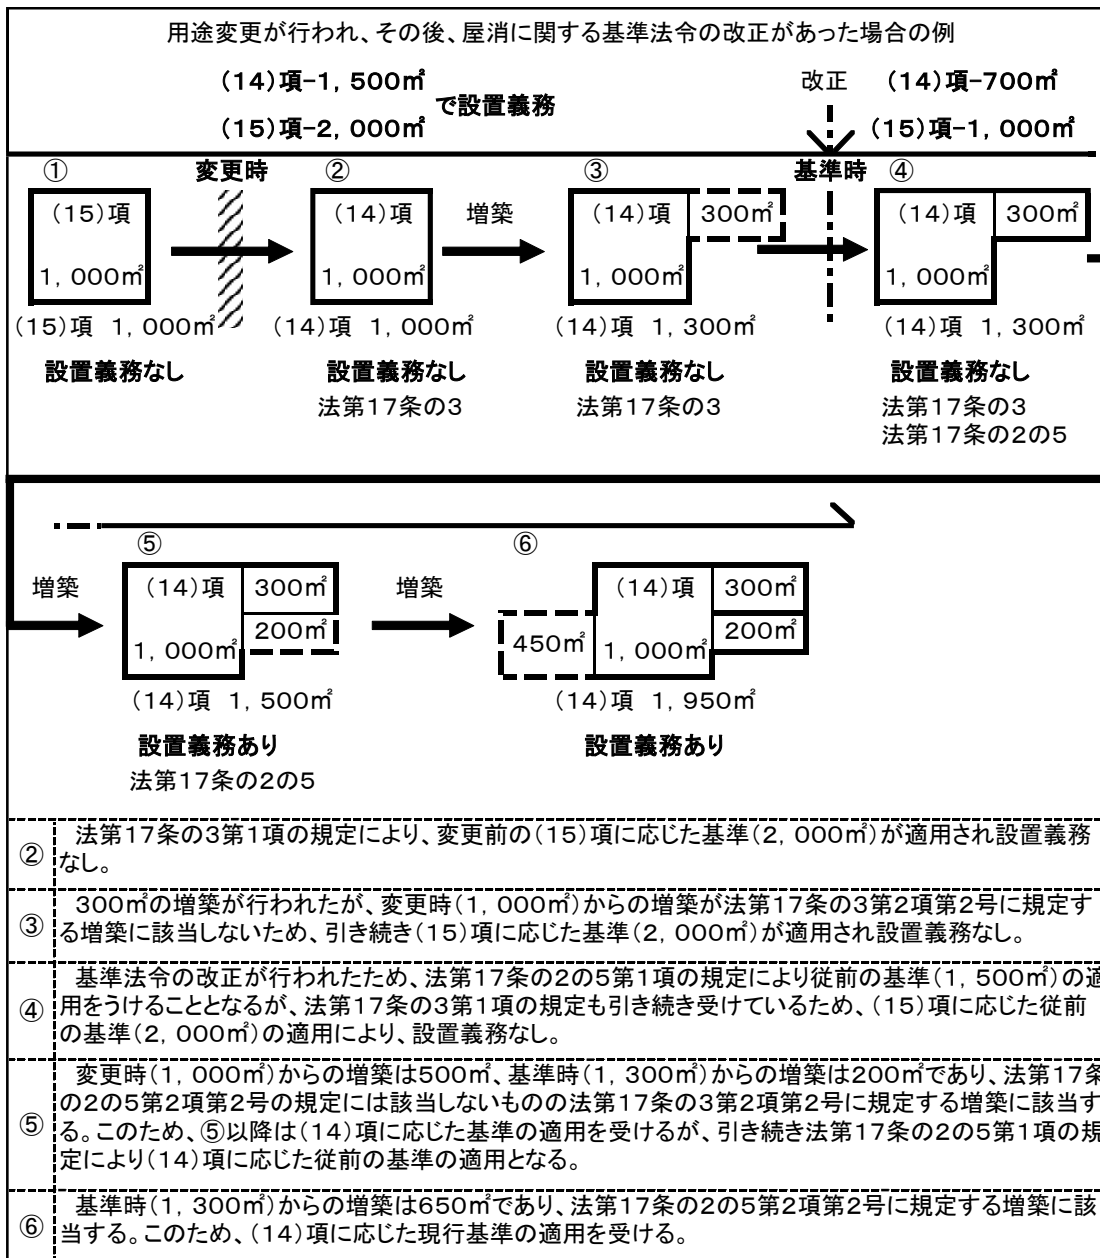 用途変更が行われ、その後、屋消に関する基準法令の改正があった場合の例
(14)項-1,500㎡
で設置義務
(15)項-2,000㎡
改正
(14)項-700㎡
(15)項-1,000㎡
① 変更時 ② ③ 基準時 ④
(15)項
1,000㎡
(14)項
1,000㎡
増築
(14)項
300㎡
1,000㎡
(14)項
300㎡
1,000㎡
(15)項 1,000㎡
設置義務なし
(14)項 1,000㎡
設置義務なし
法第17条の3
(14)項 1,300㎡
設置義務なし
法第17条の3
(14)項 1,300㎡
設置義務なし
法第17条の3
法第17条の2の5
⑤ ⑥
増築
(14)項
300㎡
200㎡
1,000㎡
増築
450㎡
(14)項
1,000㎡
300㎡
200㎡
(14)項 1,500㎡
設置義務あり
法第17条の2の5
(14)項 1,950㎡
設置義務あり
② 法第17条の3第1項の規定により、変更前の(15)項に応じた基準(2,000㎡)が適用され設置義務
なし。
③ 300㎡の増築が行われたが、変更時(1,000㎡)からの増築が法第17条の3第2項第2号に規定す
る増築に該当しないため、引き続き(15)項に応じた基準(2,000㎡)が適用され設置義務なし。
④ 基準法令の改正が行われたため、法第17条の2の5第1項の規定により従前の基準(1,500㎡)の適
用をうけることとなるが、法第17条の3第1項の規定も引き続き受けているため、(15)項に応じた従前
の基準(2,000㎡)の適用により、設置義務なし。
⑤ 変更時(1,000㎡)からの増築は500㎡、基準時(1,300㎡)からの増築は200㎡であり、法第17条
の2の5第2項第2号の規定には該当しないものの法第17条の3第2項第2号に規定する増築に該当す
る。このため、⑤以降は(14)項に応じた基準の適用を受けるが、引き続き法第17条の2の5第1項の規
定により(14)項に応じた従前の基準の適用となる。
⑥ 基準時(1,300㎡)からの増築は650㎡であり、法第17条の2の5第2項第2号に規定する増築に該
当する。このため、(14)項に応じた現行基準の適用を受ける。